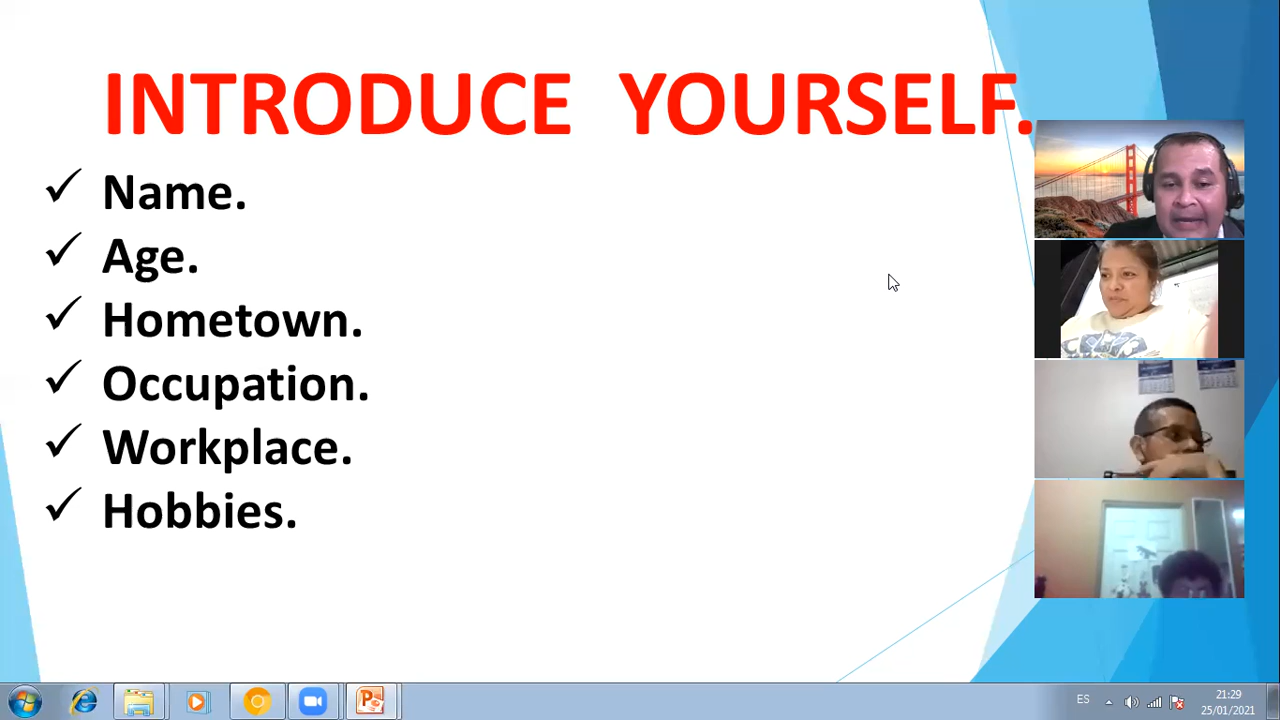 INTRODUCE YOURSELF.
✓ Name.
✓ Age.
✓ Hometown.
✓ Occupation.
✓ Workplace.
✓ Hobbies.
ES
21:29
25/01/2021